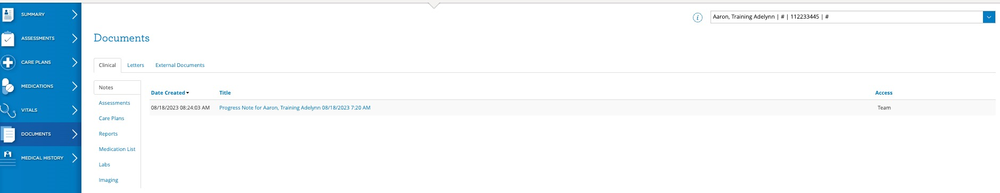 SUMMARY
ASSESSMENTS
CARE PLANS
MEDICATIONS
VITALS
DOCUMENTS
MEDICAL HISTORY
i
Aaron, Training Adelynn | # | 112233445 | #
Documents
Clinical Letters External Documents
Notes
Assessments
Care Plans
Reports
Medication List
Labs
Imaging
Date Created Title Access
08/18/2023 08:24:03 AM Progress Note for Aaron, Training Adelynn 08/18/2023 7:20 AM Team